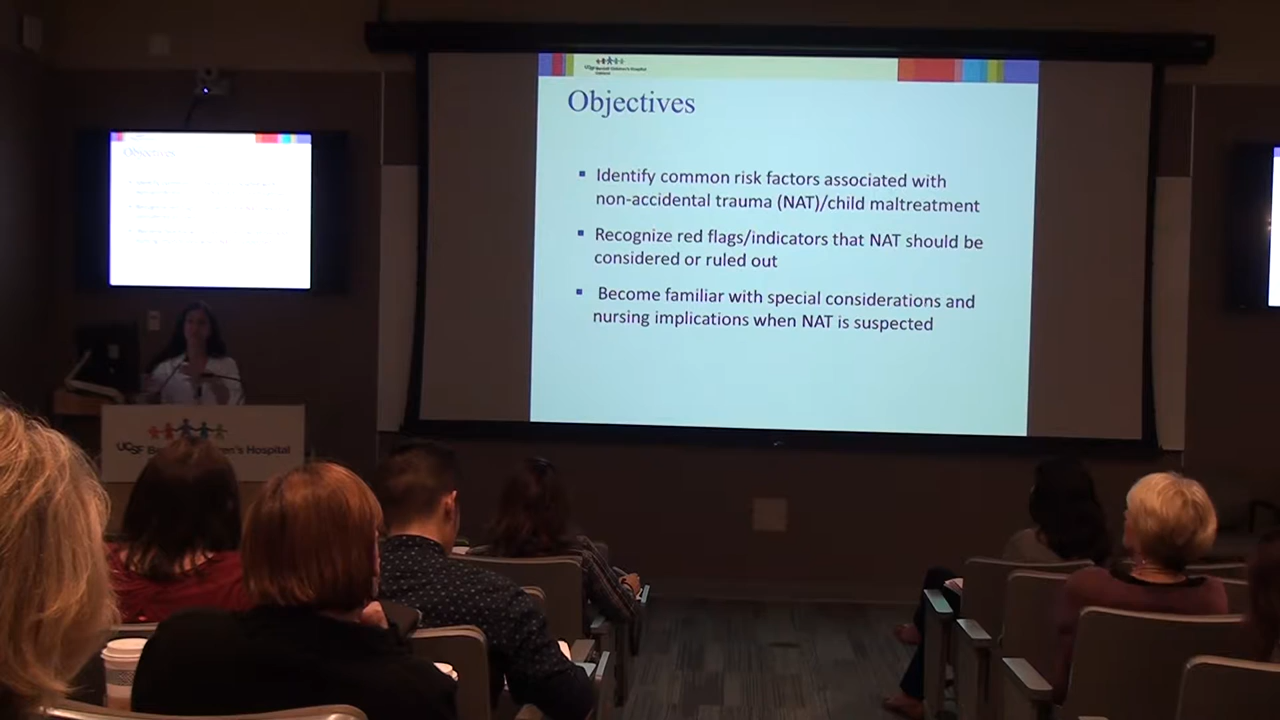 Objectives
▪ Identify common risk factors associated with
non-accidental trauma (NAT)/child maltreatment
▪ Recognize red flags/indicators that NAT should be
considered or ruled out
▪ Become familiar with special considerations and
nursing implications when NAT is suspected
Objectives
UCSF Hospital